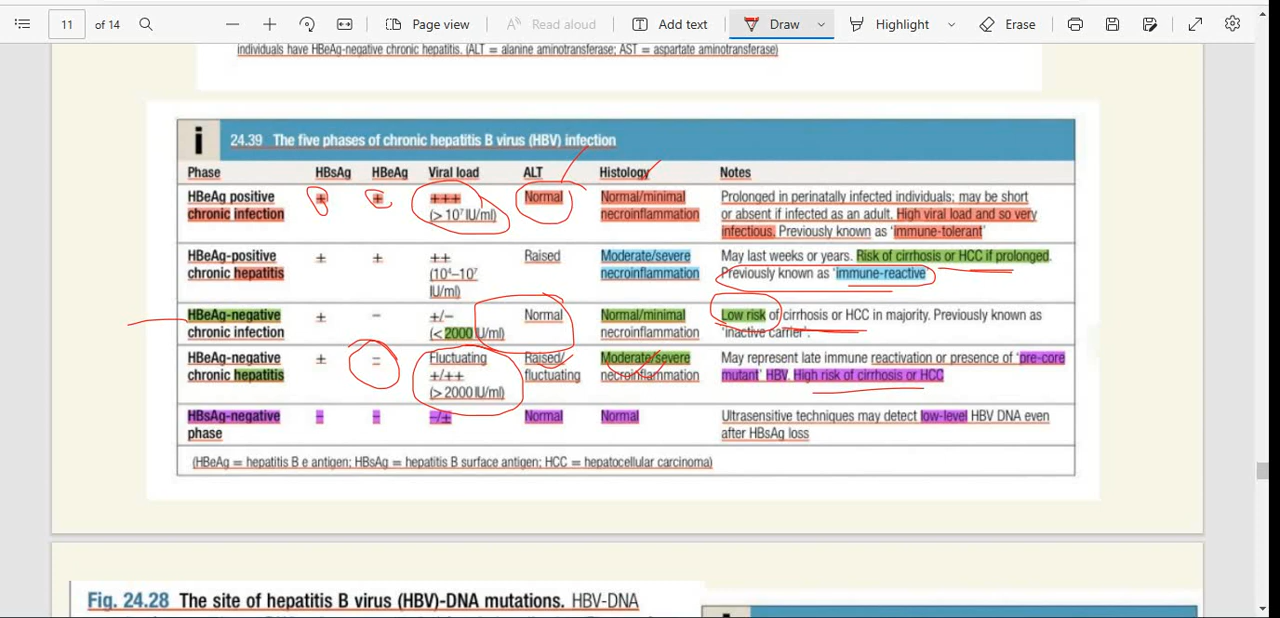 11 of 14
Page view
Read aloud
Add text
Draw
Highlight
Erase
individuals have HBeAg-negative chronic hepatitis. (ALT = alanine aminotransferase; AST = aspartate aminotransferase)
i 24.39 The five phases of chronic hepatitis B virus (HBV) infection
Phase HBsAg HBeAg Viral load ALT Histology Notes
HBeAg positive + + +++ Normal Normal/minimal Prolonged in perinatally infected individuals; may be short
chronic infection (> 10⁷ IU/ml) necroinflammation or absent if infected as an adult. High viral load and so very
infectious. Previously known as 'immune-tolerant'
HBeAg-positive + + ++ Raised Moderate/severe May last weeks or years. Risk of cirrhosis or HCC if prolonged.
chronic hepatitis (10⁴–10⁷ necroinflammation Previously known as 'immune-reactive'
IU/ml)
HBeAg-negative + − +/− Normal Normal/minimal Low risk of cirrhosis or HCC in majority. Previously known as
chronic infection (< 2000 IU/ml) necroinflammation 'inactive carrier'.
HBeAg-negative + − Fluctuating Raised/ Moderate/severe May represent late immune reactivation or presence of 'pre-core
chronic hepatitis +/++ fluctuating necroinflammation mutant' HBV. High risk of cirrhosis or HCC
(> 2000 IU/ml)
HBsAg-negative − − −/+ Normal Normal Ultrasensitive techniques may detect low-level HBV DNA even
phase after HBsAg loss
(HBeAg = hepatitis B e antigen; HBsAg = hepatitis B surface antigen; HCC = hepatocellular carcinoma)
Fig. 24.28 The site of hepatitis B virus (HBV)-DNA mutations. HBV-DNA